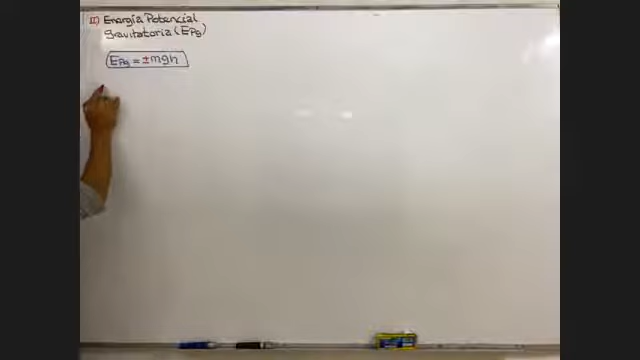 II) Energía Potencial
gravitatoria (EPg)
EPg = ±mgh